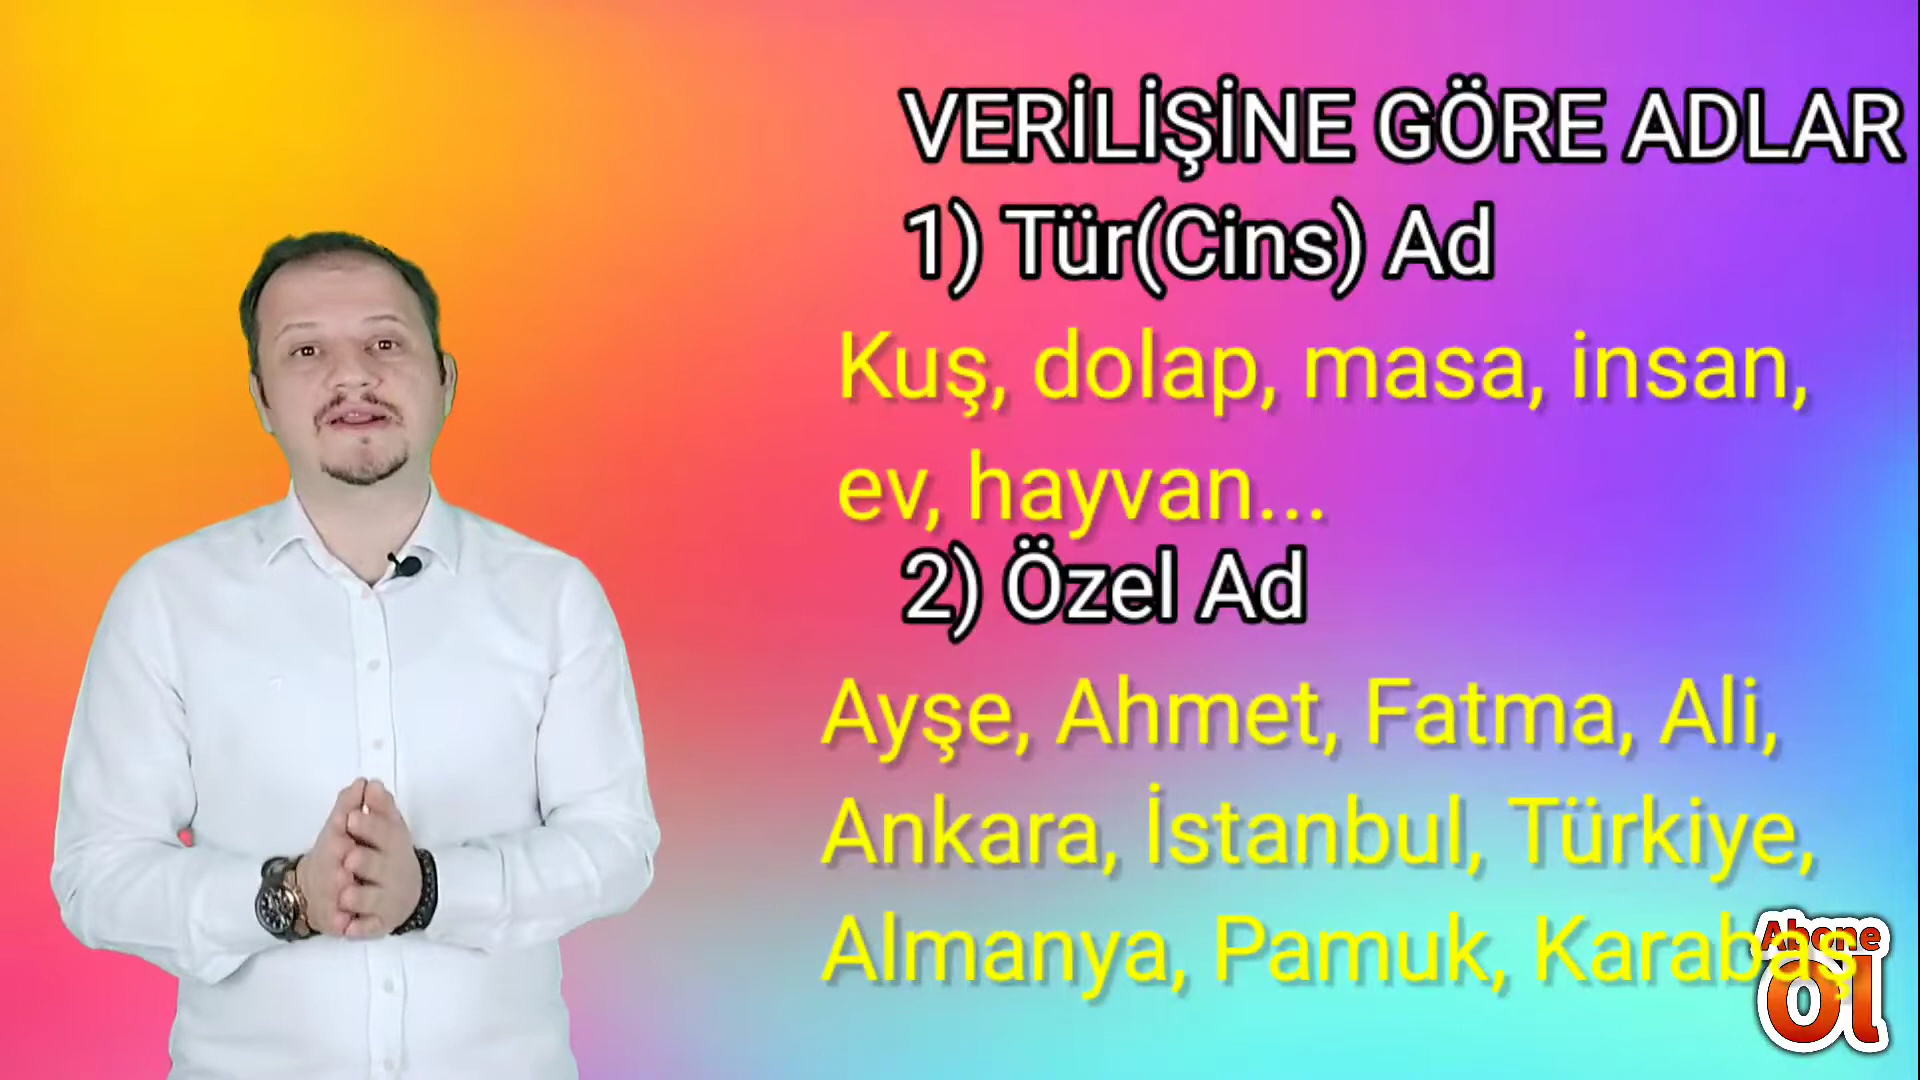 VERİLİŞİNE GÖRE ADLAR
1) Tür(Cins) Ad
Kuş, dolap, masa, insan,
ev, hayvan...
2) Özel Ad
Ayşe, Ahmet, Fatma, Ali,
Ankara, İstanbul, Türkiye,
Almanya, Pamuk, Karabaş
Abone
Ol